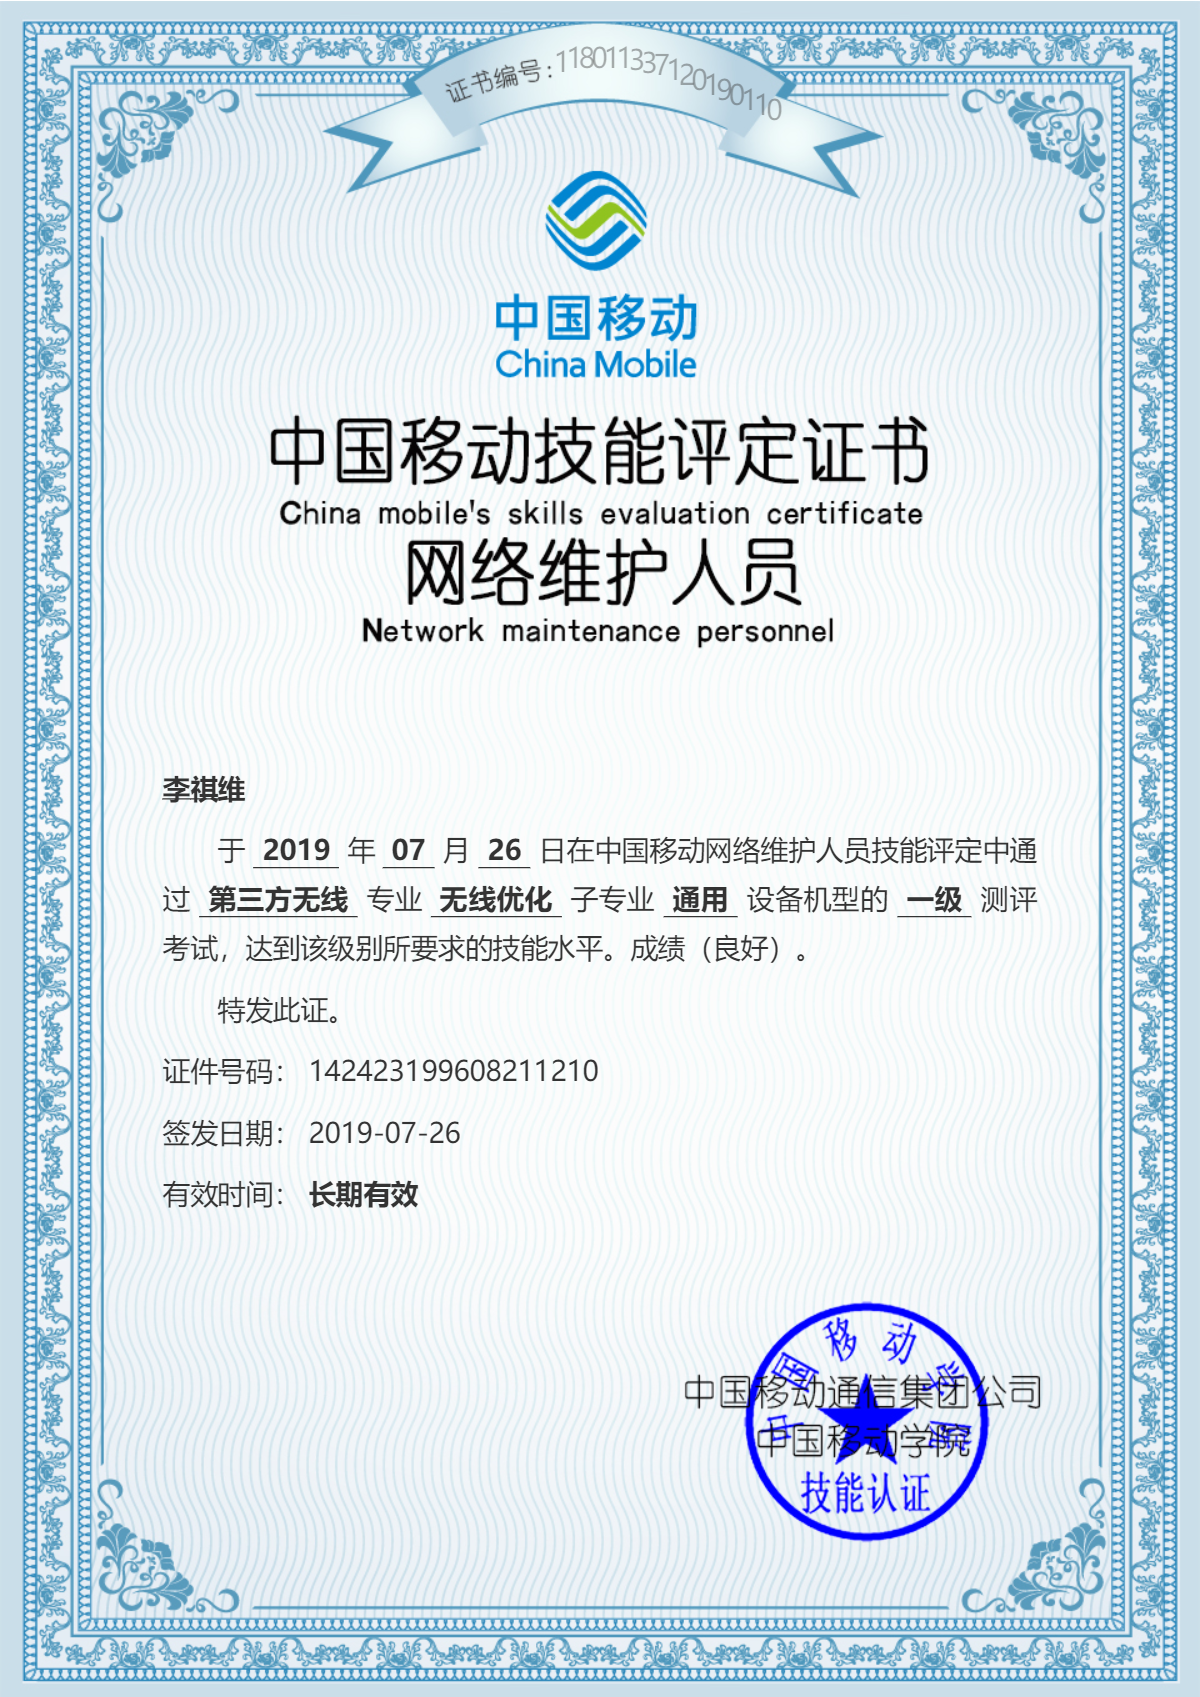 证书编号:11801133712019​0110
中国移动
China Mobile
中国移动技能评定证书
China mobile's skills evaluation certificate
网络维护人员
Network maintenance personnel
李祺维
于 2019 年 07 月 26 日在中国移动网络维护人员技能评定中通
过 第三方无线 专业 无线优化 子专业 通用 设备机型的 一级 测评
考试，达到该级别所要求的技能水平。成绩（良好）。
特发此证。
证件号码： 142423199608211210
签发日期： 2019-07-26
有效时间： 长期有效
中国移动通信集团公司
中国移动学院
中国移动学院
技能认证